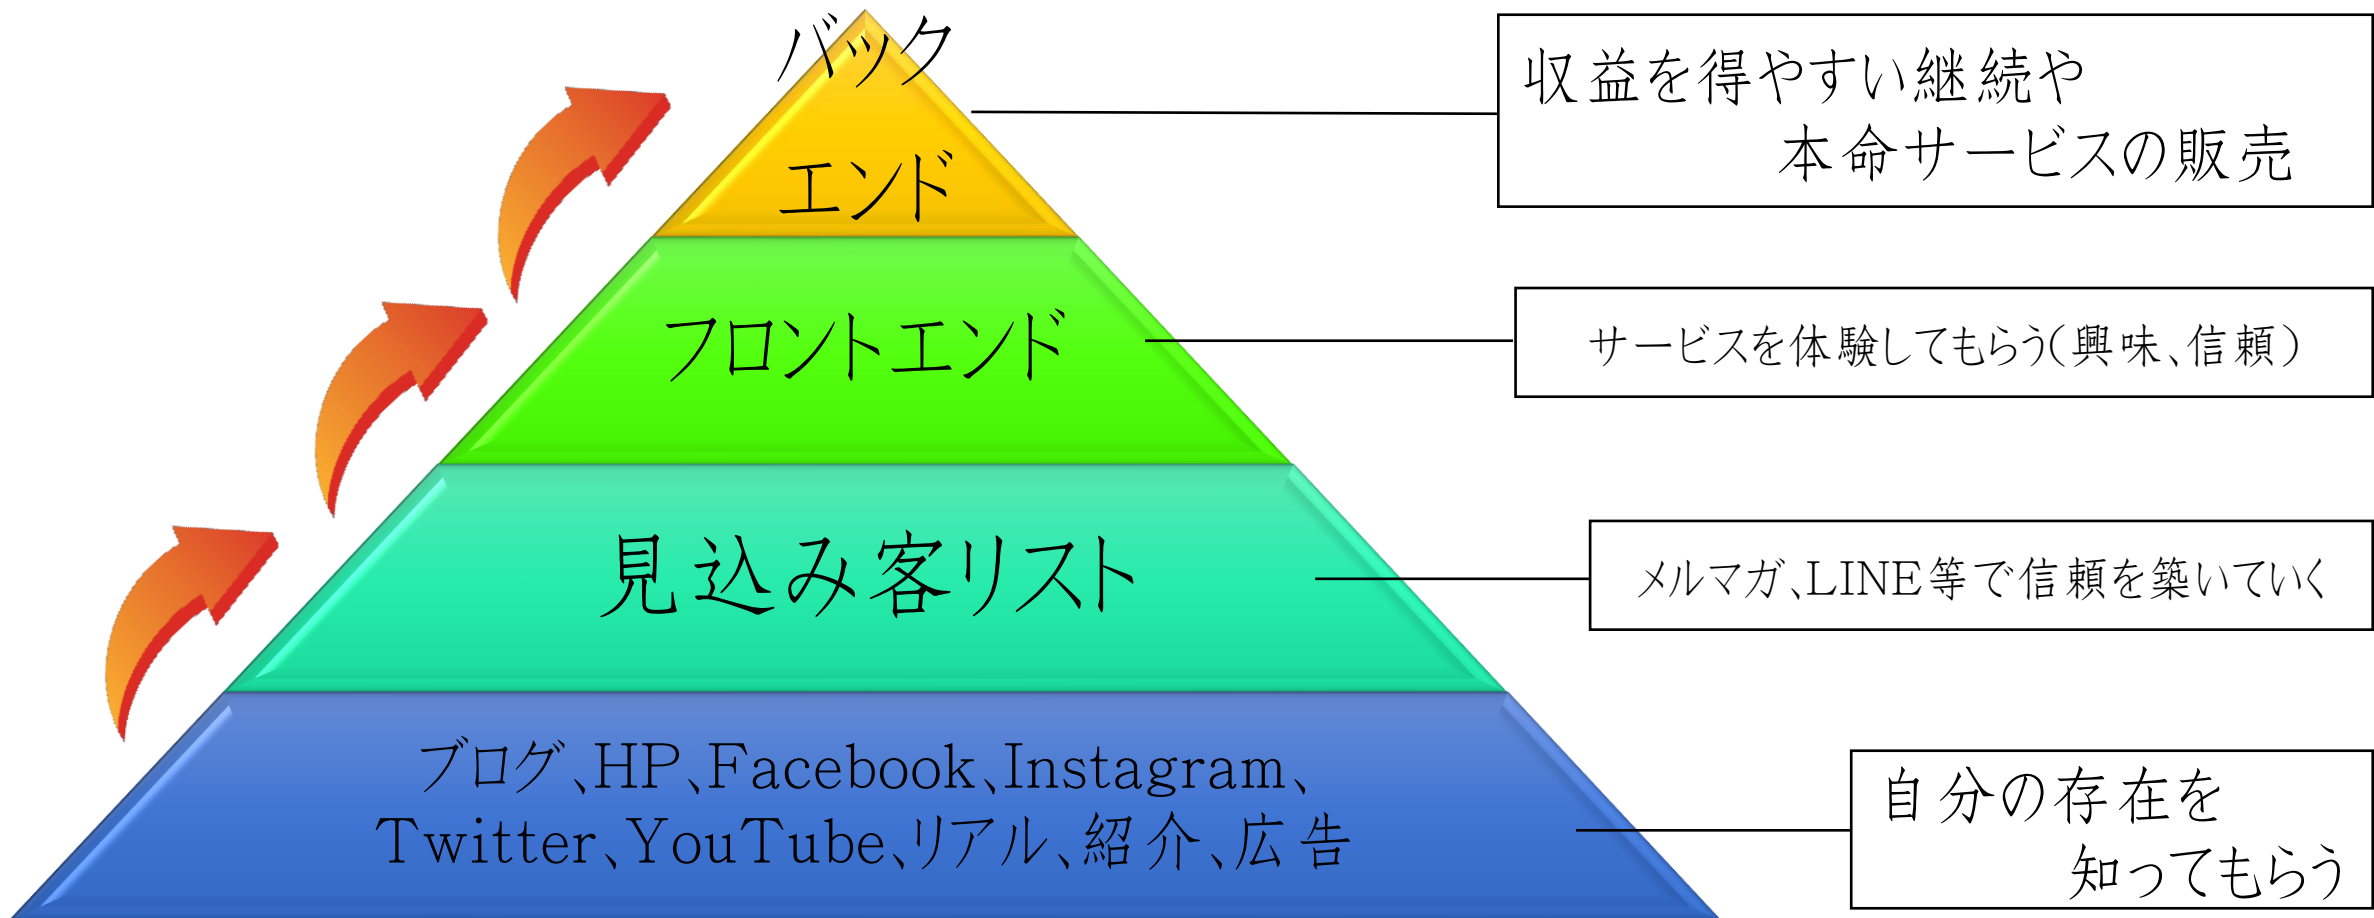 バック
エンド
収益を得やすい継続や
本命サービスの販売
フロントエンド
サービスを体験してもらう(興味、信頼)
見込み客リスト
メルマガ、LINE等で信頼を築いていく
ブログ、HP、Facebook、Instagram、
Twitter、YouTube、リアル、紹介、広告
自分の存在を
知ってもらう